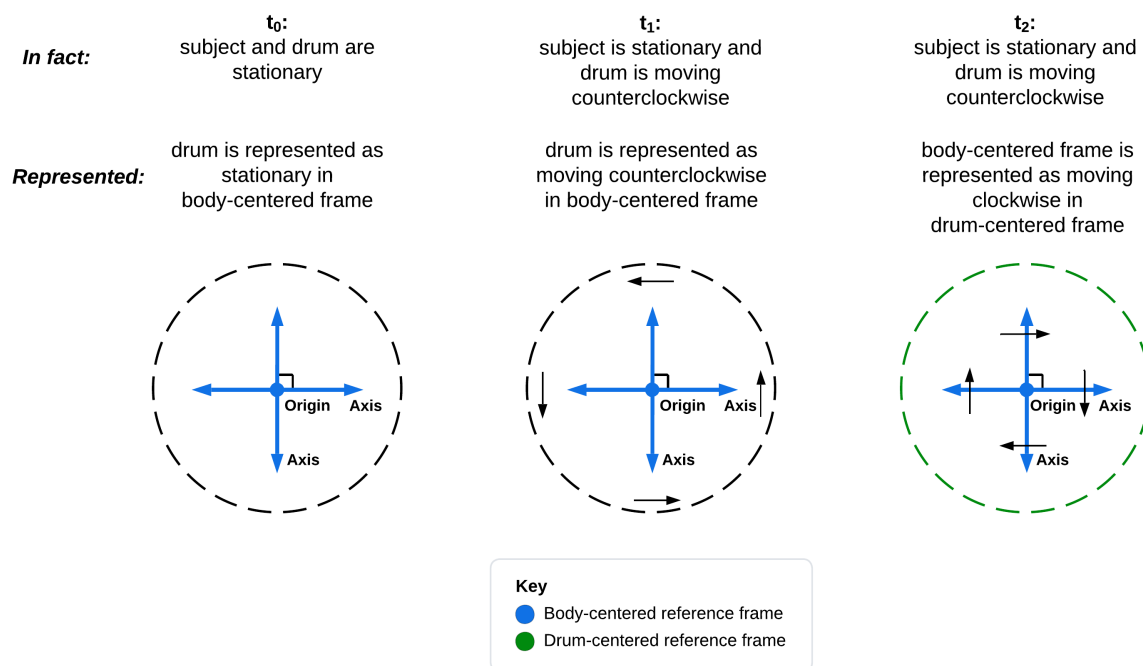 t₀:
t₁:
t₂:
In fact:
subject and drum are
stationary
subject is stationary and
drum is moving
counterclockwise
subject is stationary and
drum is moving
counterclockwise
Represented:
drum is represented as
stationary in
body-centered frame
drum is represented as
moving counterclockwise
in body-centered frame
body-centered frame is
represented as moving
clockwise in
drum-centered frame
Origin
Axis
Axis
Origin
Axis
Axis
Origin
Axis
Axis
Key
Body-centered reference frame
Drum-centered reference frame